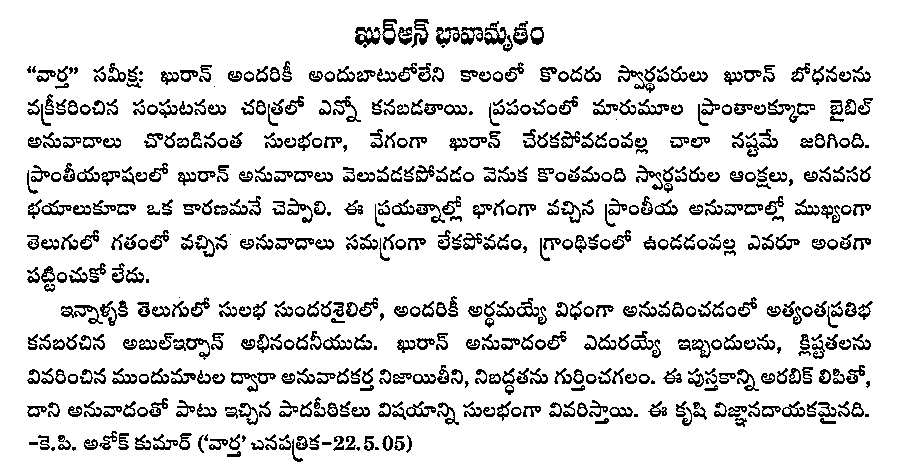 ఖుర్ఆన్ భావామృతం
“వార్త” సమీక్ష: ఖురాన్ అందరికీ అందుబాటులోలేని కాలంలో కొందరు స్వార్థపరులు ఖురాన్ బోధనలను
వక్రీకరించిన సంఘటనలు చరిత్రలో ఎన్నో కనబడతాయి. ప్రపంచంలో మారుమూల ప్రాంతాలక్కూడా బైబిల్
అనువాదాలు చొరబడినంత సులభంగా, వేగంగా ఖురాన్ చేరకపోవడంవల్ల చాలా నష్టమే జరిగింది.
ప్రాంతీయభాషలలో ఖురాన్ అనువాదాలు వెలువడకపోవడం వెనుక కొంతమంది స్వార్థపరుల ఆంక్షలు, అనవసర
భయాలుకూడా ఒక కారణమనే చెప్పాలి. ఈ ప్రయత్నాల్లో భాగంగా వచ్చిన ప్రాంతీయ అనువాదాల్లో ముఖ్యంగా
తెలుగులో గతంలో వచ్చిన అనువాదాలు సమగ్రంగా లేకపోవడం, గ్రాంథికంలో ఉండడంవల్ల ఎవరూ అంతగా
పట్టించుకో లేదు.
ఇన్నాళ్ళకి తెలుగులో సులభ సుందరశైలిలో, అందరికీ అర్థమయ్యే విధంగా అనువదించడంలో అత్యంతప్రతిభ
కనబరచిన అబుల్ఇర్ఫాన్ అభినందనీయుడు. ఖురాన్ అనువాదంలో ఎదురయ్యే ఇబ్బందులను, క్లిష్టతలను
వివరించిన ముందుమాటల ద్వారా అనువాదకర్త నిజాయితీని, నిబద్ధతను గుర్తించగలం. ఈ పుస్తకాన్ని అరబిక్ లిపితో,
దాని అనువాదంతో పాటు ఇచ్చిన పాదపీఠికలు విషయాన్ని సులభంగా వివరిస్తాయి. ఈ కృషి విజ్ఞానదాయకమైనది.
-కె.పి. అశోక్ కుమార్ (‘వార్త’ దినపత్రిక-22.5.05)